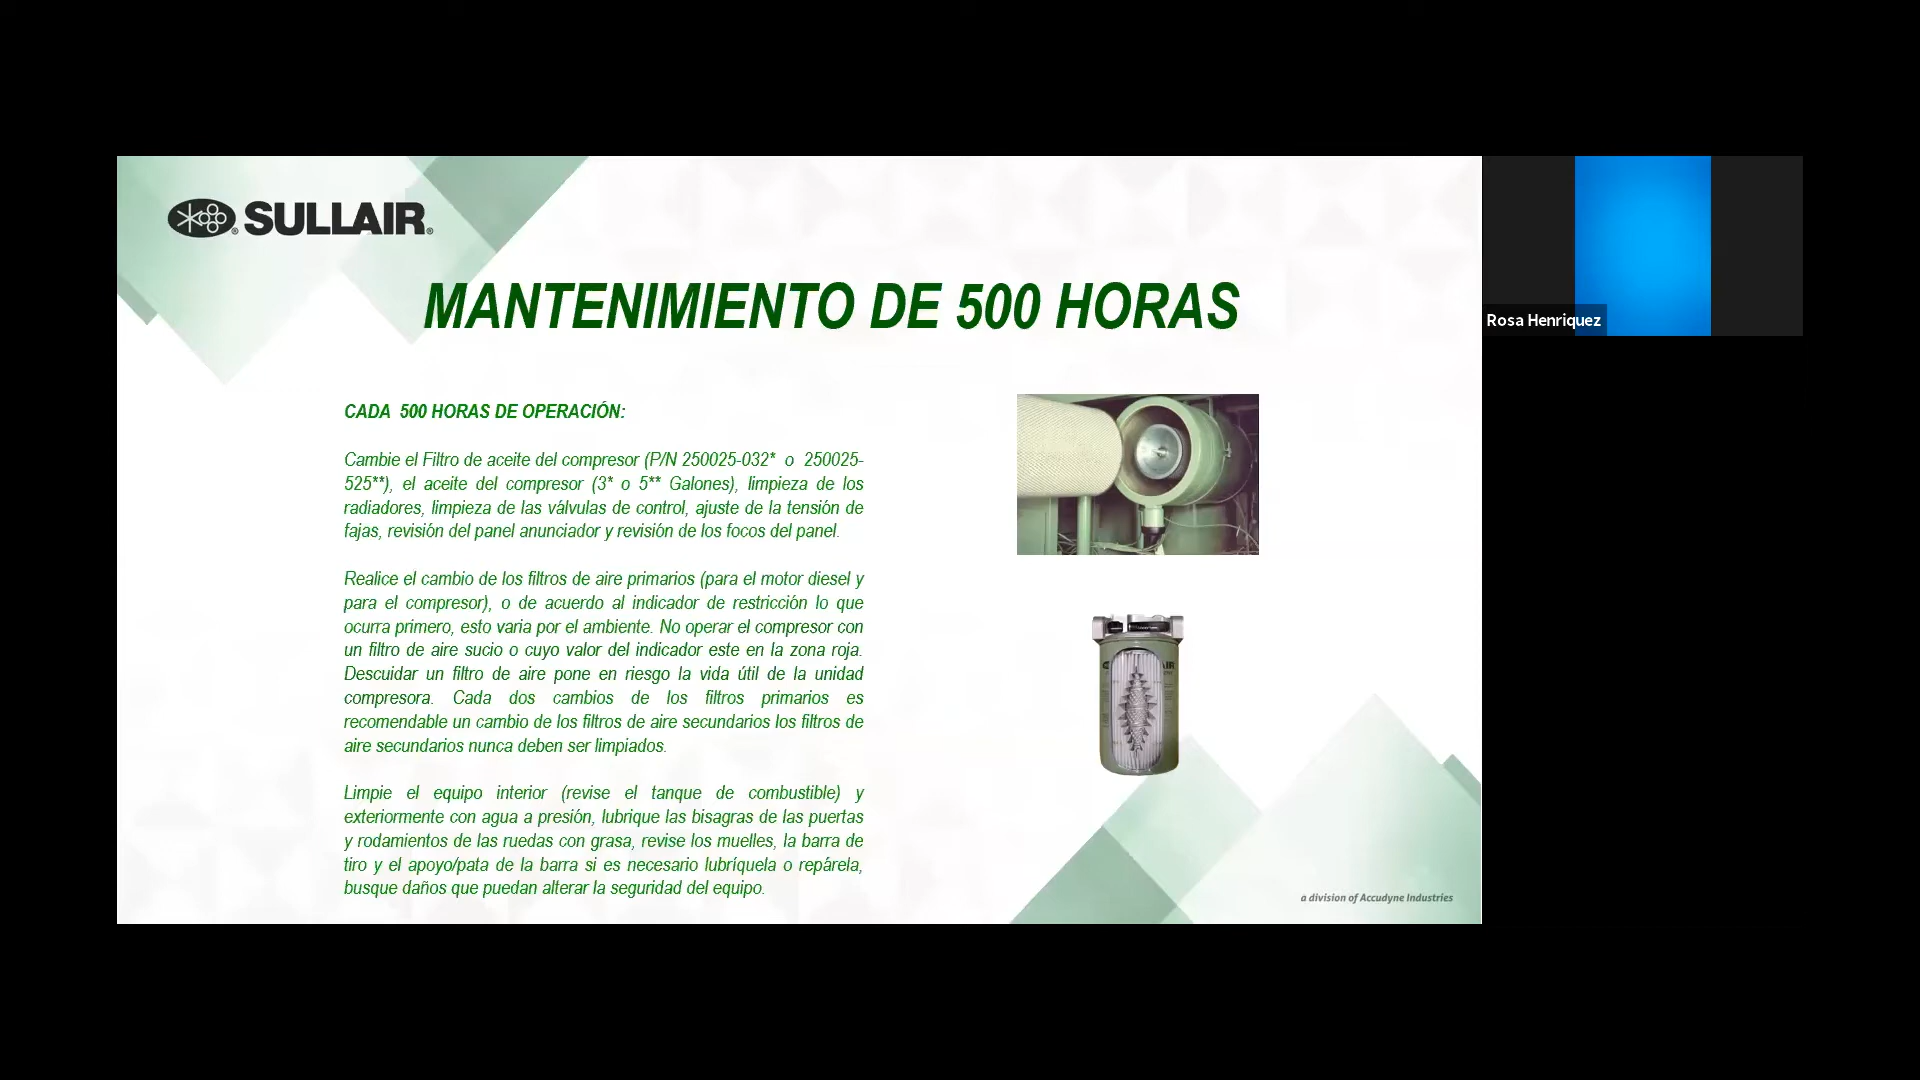 SULLAIR
MANTENIMIENTO DE 500 HORAS
Rosa Henriquez
CADA 500 HORAS DE OPERACIÓN:
Cambie el Filtro de aceite del compresor (P/N 250025-032* o 250025-
525**), el aceite del compresor (3* o 5** Galones), limpieza de los
radiadores, limpieza de las válvulas de control, ajuste de la tensión de
fajas, revisión del panel anunciador y revisión de los focos del panel.
Realice el cambio de los filtros de aire primarios (para el motor diesel y
para el compresor), o de acuerdo al indicador de restricción lo que
ocurra primero, esto varia por el ambiente. No operar el compresor con
un filtro de aire sucio o cuyo valor del indicador este en la zona roja.
Descuidar un filtro de aire pone en riesgo la vida útil de la unidad
compresora. Cada dos cambios de los filtros primarios es
recomendable un cambio de los filtros de aire secundarios los filtros de
aire secundarios nunca deben ser limpiados.
Limpie el equipo interior (revise el tanque de combustible) y
exteriormente con agua a presión, lubrique las bisagras de las puertas
y rodamientos de las ruedas con grasa, revise los muelles, la barra de
tiro y el apoyo/pata de la barra si es necesario lubríquela o repárela,
busque daños que puedan alterar la seguridad del equipo.
a division of Accudyne Industries